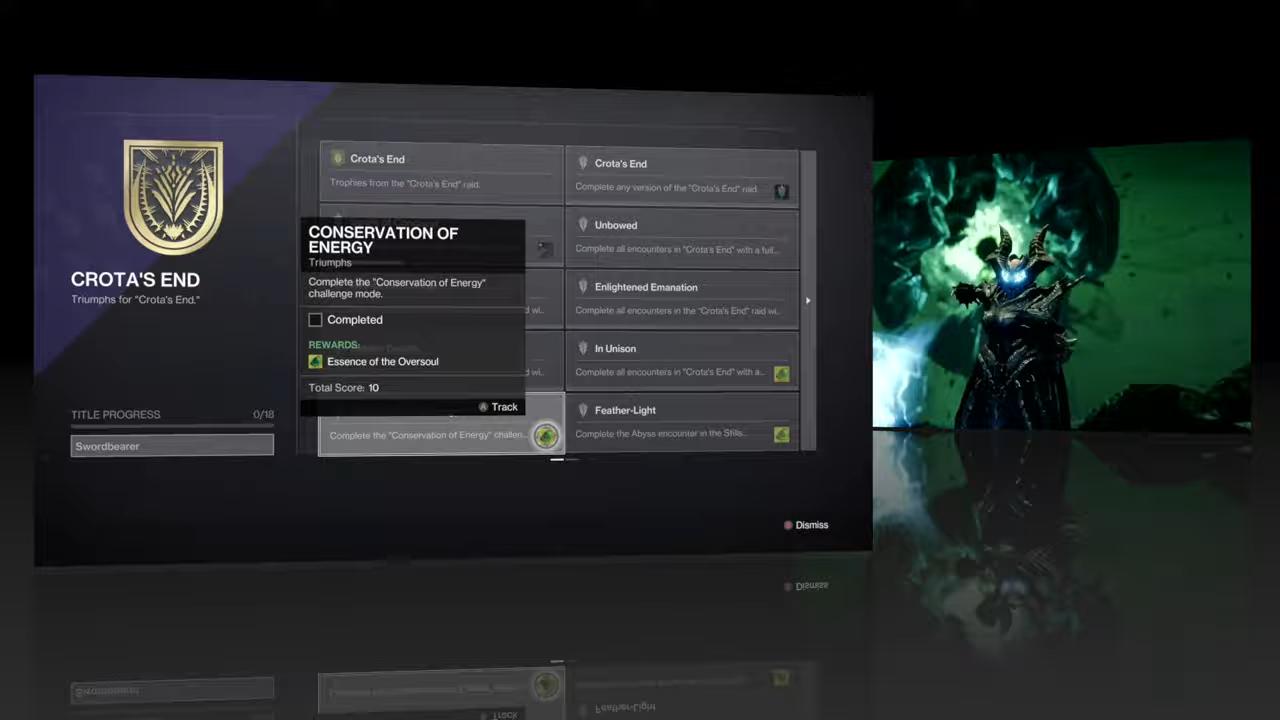 CROTA'S END
Triumphs for "Crota's End."
TITLE PROGRESS
0/18
Swordbearer
Crota's End
Trophies from the "Crota's End" raid.
CONSERVATION OF
ENERGY
Triumphs
Complete the "Conservation of Energy"
challenge mode.
Completed
REWARDS:
Essence of the Oversoul
Total Score: 10
Track
Complete the "Conservation of Energy" challen...
Crota's End
Complete any version of the "Crota's End" raid.
Unbowed
Complete all encounters in "Crota's End" with a full...
Enlightened Emanation
Complete all encounters in the "Crota's End" raid wi...
In Unison
Complete all encounters in "Crota's End" with a...
Feather-Light
Complete the Abyss encounter in the Stills...
Dismiss